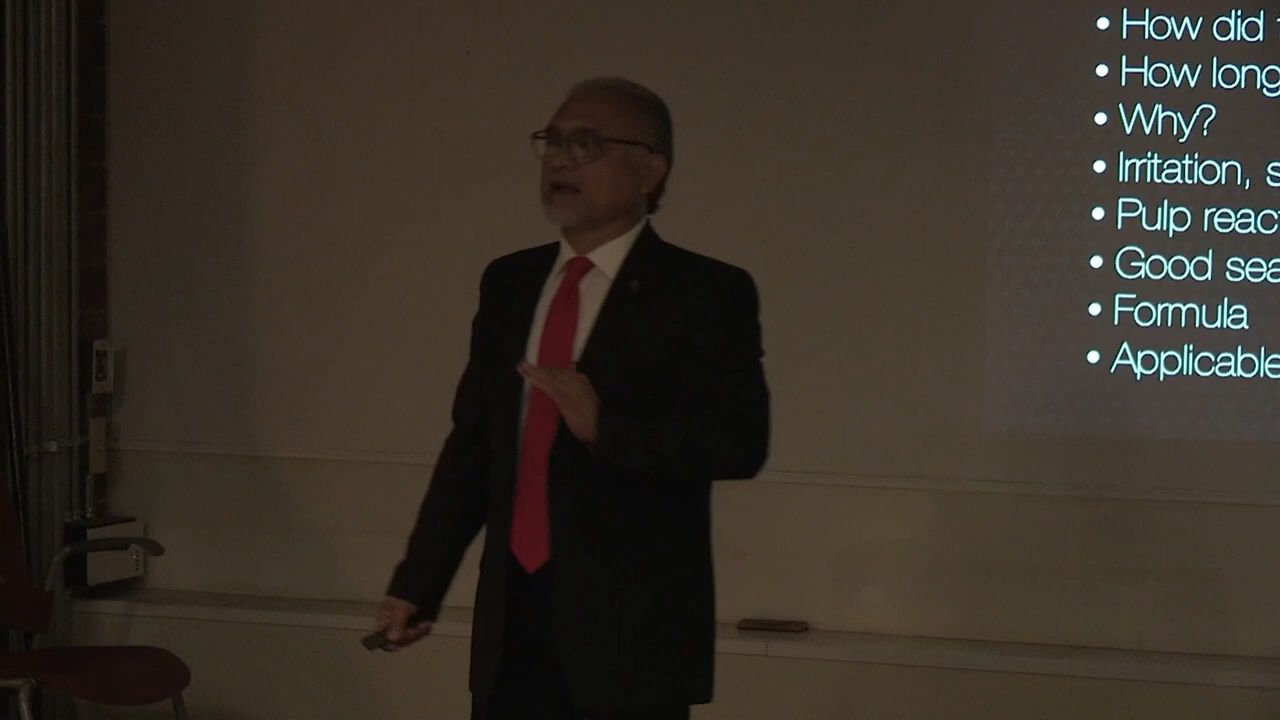 • How did
• How long
• Why?
• Irritation, s
• Pulp reac
• Good sea
• Formula
• Applicable